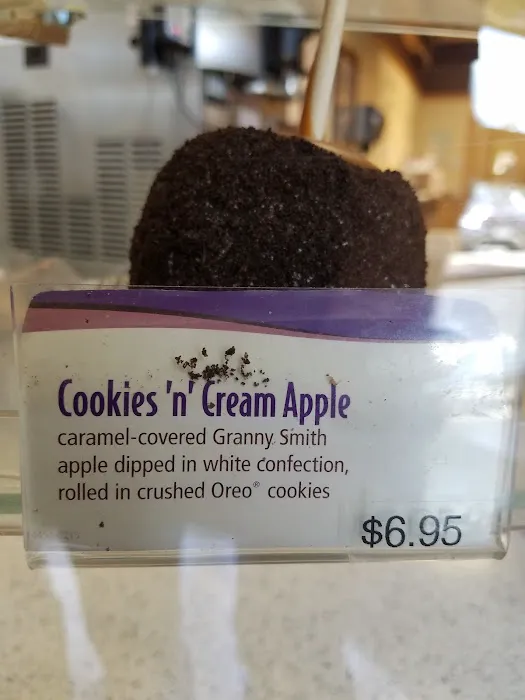 Cookies 'n' Cream Apple
caramel-covered Granny Smith
apple dipped in white confection,
rolled in crushed Oreo® cookies
$6.95